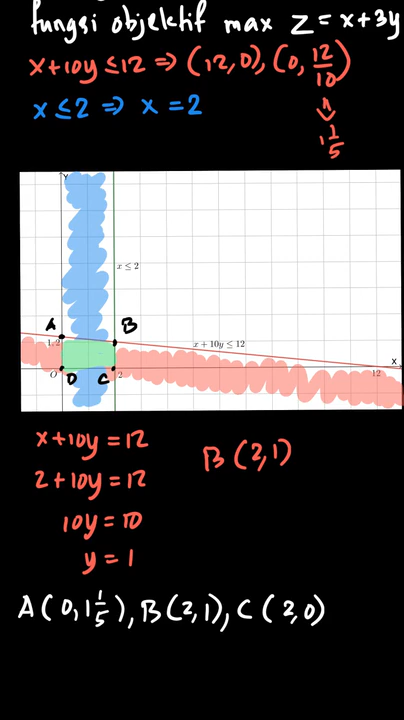 fungsi objektif max Z = x+3y
x+10y ≤ 12 ⇒ (12,0), (0, 12/10)
x ≤ 2 ⇒ x = 2
1 1/5
Y
x ≤ 2
A
B
1.2
x + 10y ≤ 12
X
O
D
C
2
12
x+10y = 12
B (2,1)
2+10y = 12
10y = 10
y = 1
A(0,1 1/5), B(2,1), C(2,0)